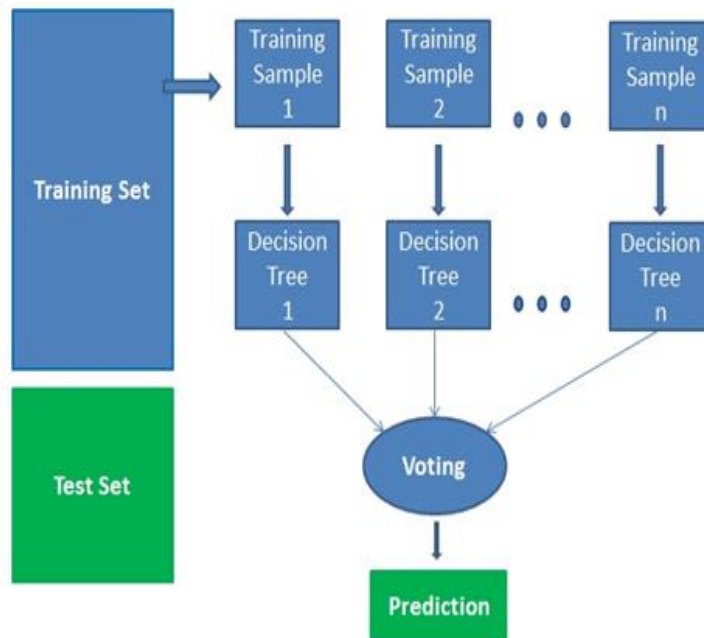 Training
Sample
1
Training
Sample
2
Training
Sample
n
Training Set
Decision
Tree
1
Decision
Tree
2
Decision
Tree
n
Test Set
Voting
Prediction